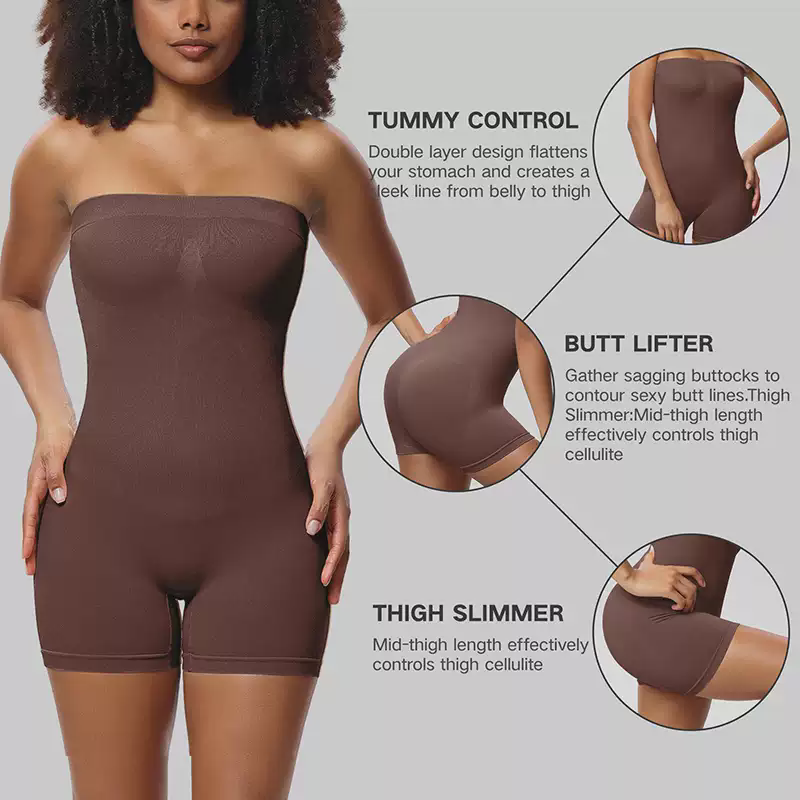 TUMMY CONTROL
Double layer design flattens
your stomach and creates a
leek line from belly to thigh
BUTT LIFTER
Gather sagging buttocks to
contour sexy butt lines.Thigh
Slimmer:Mid-thigh length
effectively controls thigh
cellulite
THIGH SLIMMER
Mid-thigh length effectively
controls thigh cellulite